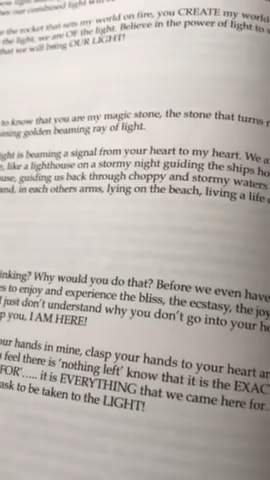 our combined light will
the rocket that sets my world on fire, you CREATE my world
the light, we are OF the light. Believe in the power of light to
that we will bring OUR LIGHT!
to know that you are my magic stone, the stone that turns
golden beaming ray of light.
light is beaming a signal from your heart to my heart. We
like a lighthouse on a stormy night guiding the ships
guiding us back through choppy and stormy waters
and, in each others arms, lying on the beach, living a life
Why would you do that? Before we even have
to enjoy and experience the bliss, the ecstasy, the joy
just don't understand why you don't go into your
you, I AM HERE!
your hands in mine, clasp your hands to your heart
feel there is 'nothing left' know that it is the
FOR'..... it is EVERYTHING that we came here for
ask to be taken to the LIGHT!